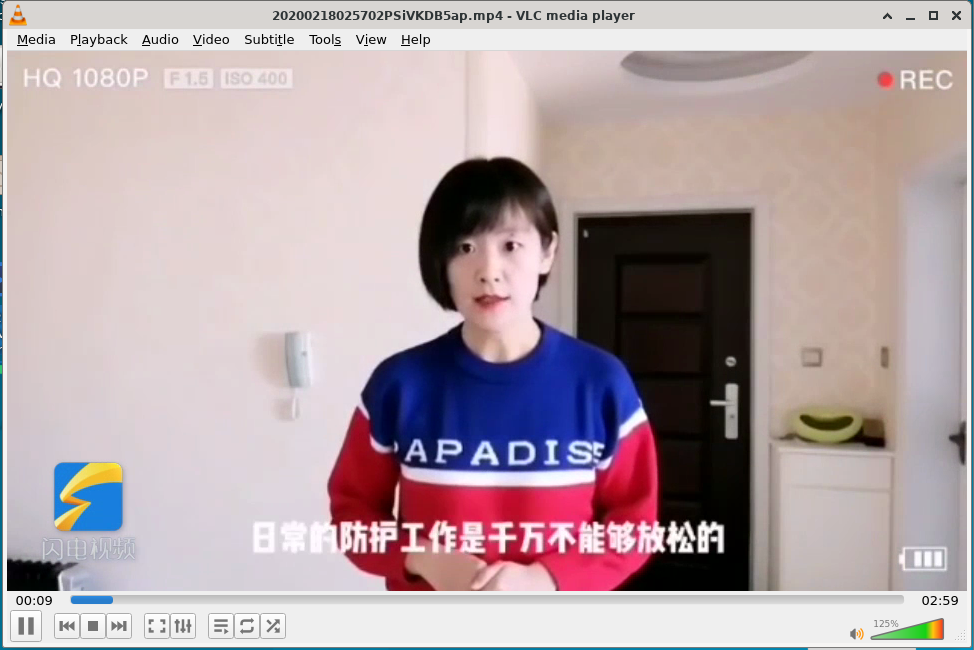 20200218025702PSiVKDB5ap.mp4 - VLC media player
Media Playback Audio Video Subtitle Tools View Help
HQ 1080P F 1.5 ISO 400 REC
APADIS
闪电视频
日常的防护工作是千万不能够放松的
00:09 02:59
125%